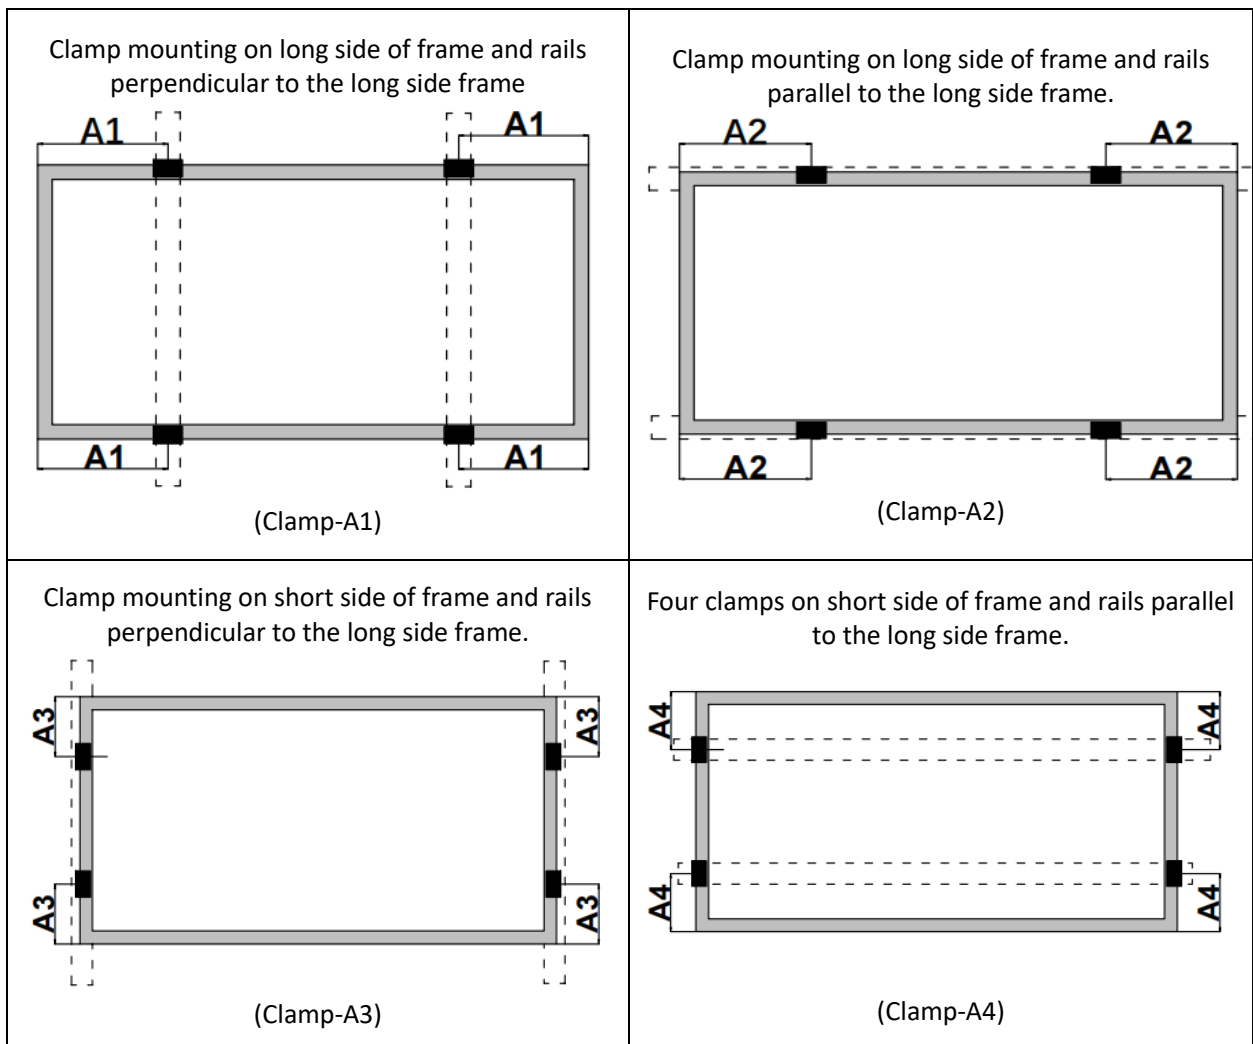 Clamp mounting on long side of frame and rails
perpendicular to the long side frame
A1
A1
A1
A1
(Clamp-A1)
Clamp mounting on long side of frame and rails
parallel to the long side frame.
A2
A2
A2
A2
(Clamp-A2)
Clamp mounting on short side of frame and rails
perpendicular to the long side frame.
A3
A3
A3
A3
(Clamp-A3)
Four clamps on short side of frame and rails parallel
to the long side frame.
A4
A4
A4
A4
(Clamp-A4)